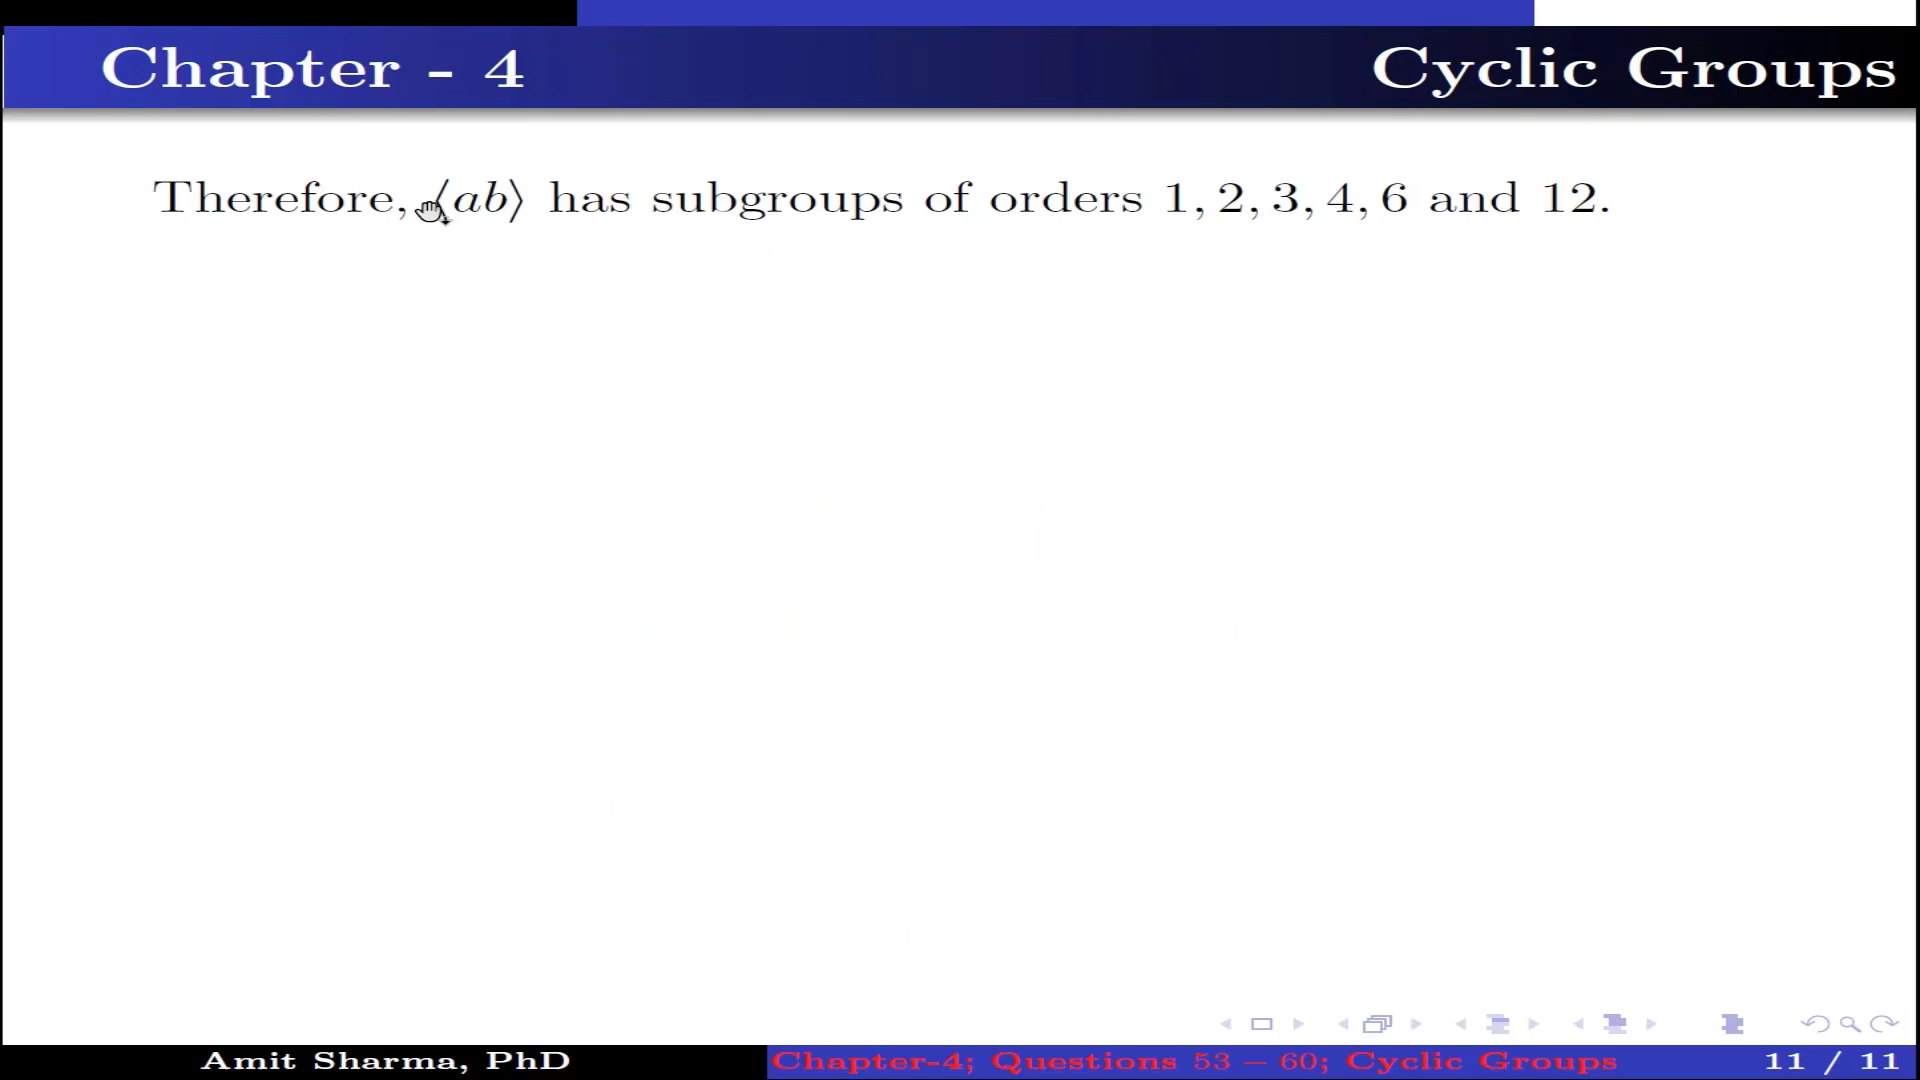 Chapter - 4 Cyclic Groups
Therefore, ⟨ab⟩ has subgroups of orders 1, 2, 3, 4, 6 and 12.
Amit Sharma, PhD Chapter-4; Questions 53 – 60; Cyclic Groups 11 / 11